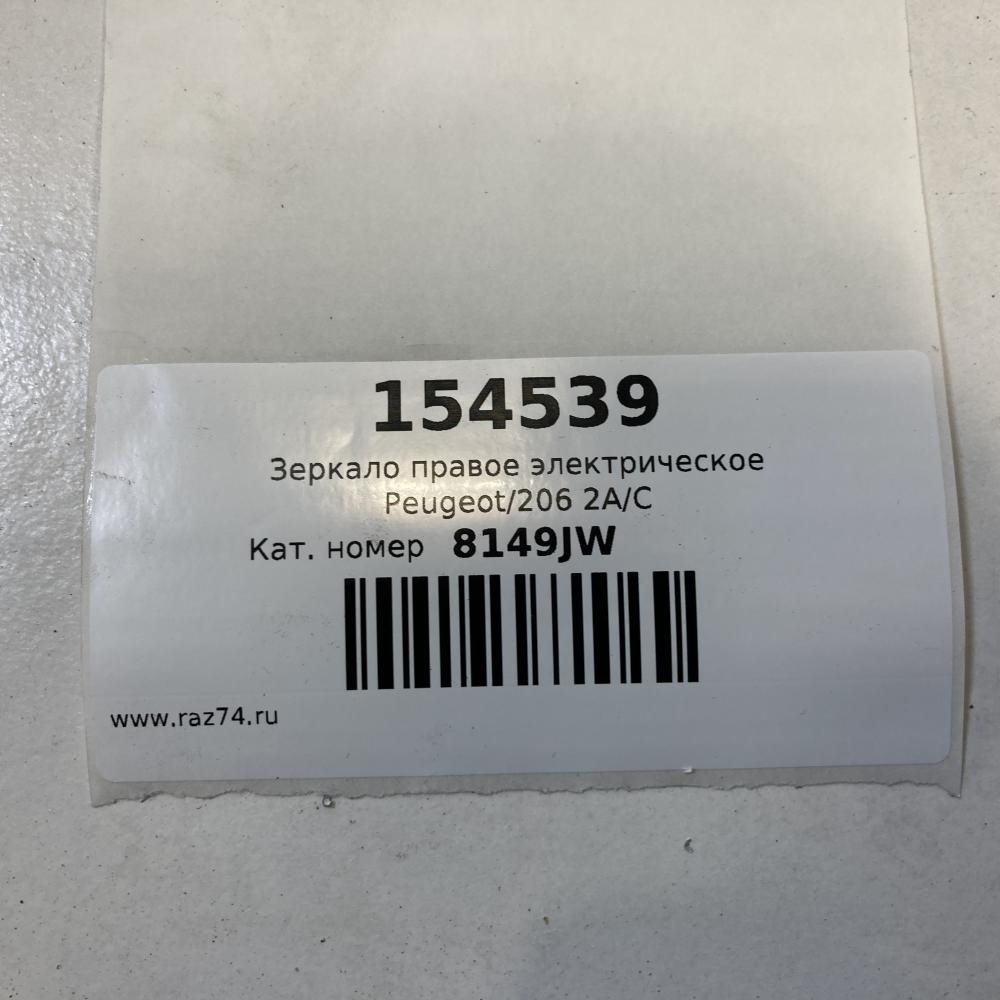 154539
Зеркало правое электрическое
Peugeot/206 2A/C
Кат. номер 8149JW
www.raz74.ru